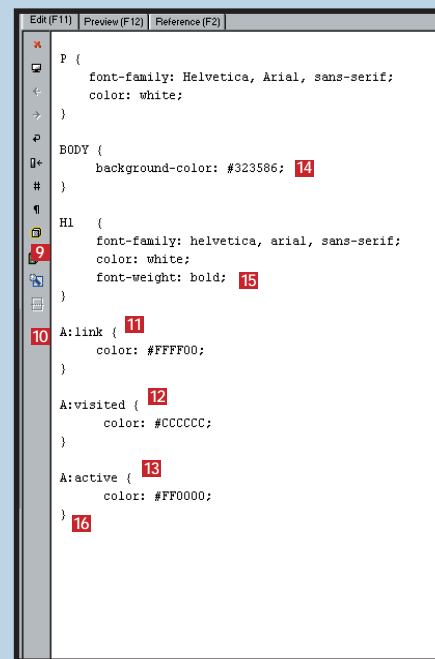 Edit (F11) Preview (F12) Reference (F2)
P {
font-family: Helvetica, Arial, sans-serif;
color: white;
}
BODY {
background-color: #323586; 14
}
H1 {
font-family: helvetica, arial, sans-serif;
color: white;
font-weight: bold; 15
}
9
10
A:link { 11
color: #FFFF00;
}
A:visited { 12
color: #CCCCCC;
}
A:active { 13
color: #FF0000;
} 16